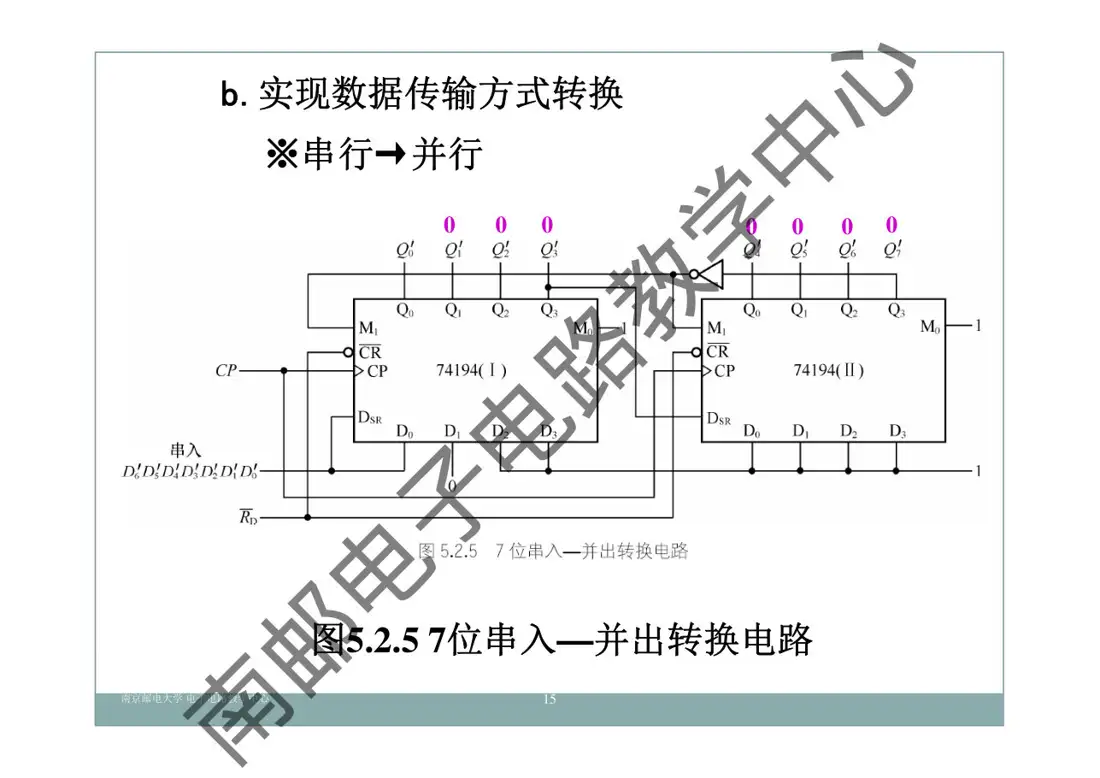 b. 实现数据传输方式转换
※串行→并行
0 0 0 0 0 0 0
Q′0 Q′1 Q′2 Q′3 Q′4 Q′5 Q′6 Q′7
Q0 Q1 Q2 Q3 Q0 Q1 Q2 Q3
M1 M0 1 M1 M0 1
CR CR
CP CP 74194(Ⅰ) CP 74194(Ⅱ)
DSR DSR
D0 D1 D2 D3 D0 D1 D2 D3
串入
D′6D′5D′4D′3D′2D′1D′0 1
0
R̅D
图 5.2.5 7 位串入—并出转换电路
图5.2.5 7位串入—并出转换电路
15
南邮电子电路教学中心